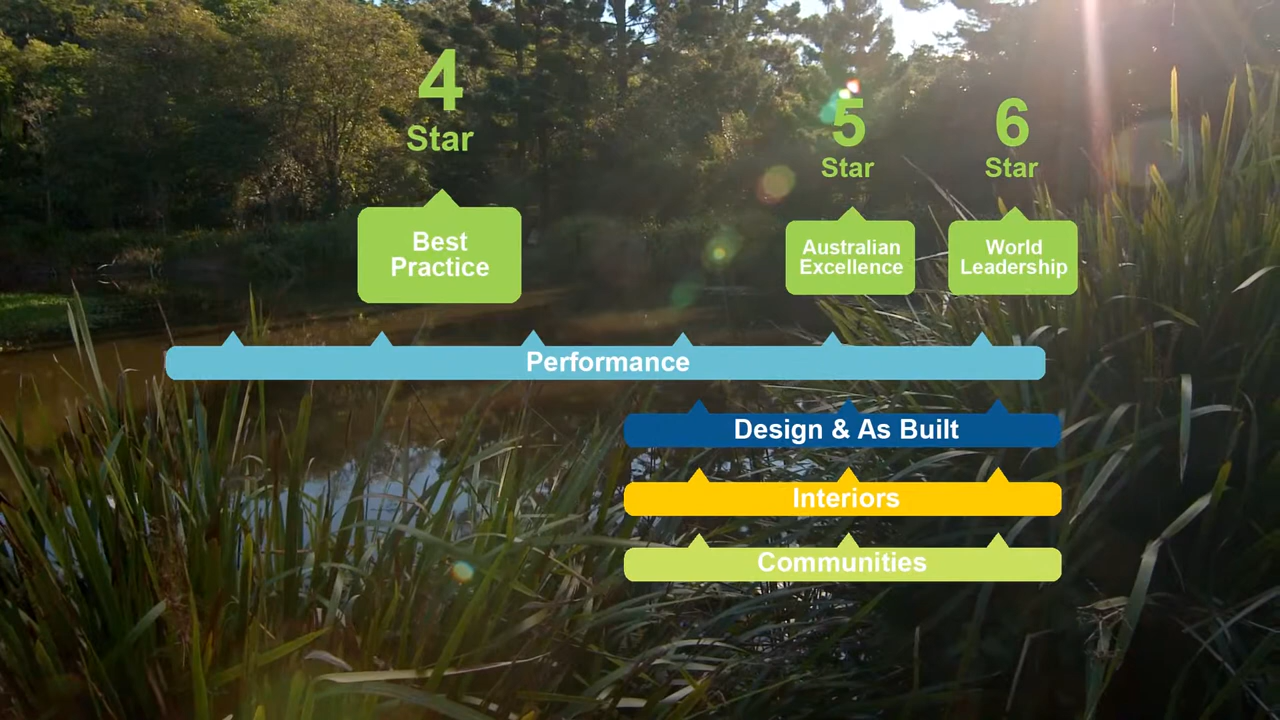 4
Star
5
Star
6
Star
Best
Practice
Australian
Excellence
World
Leadership
Performance
Design & As Built
Interiors
Communities